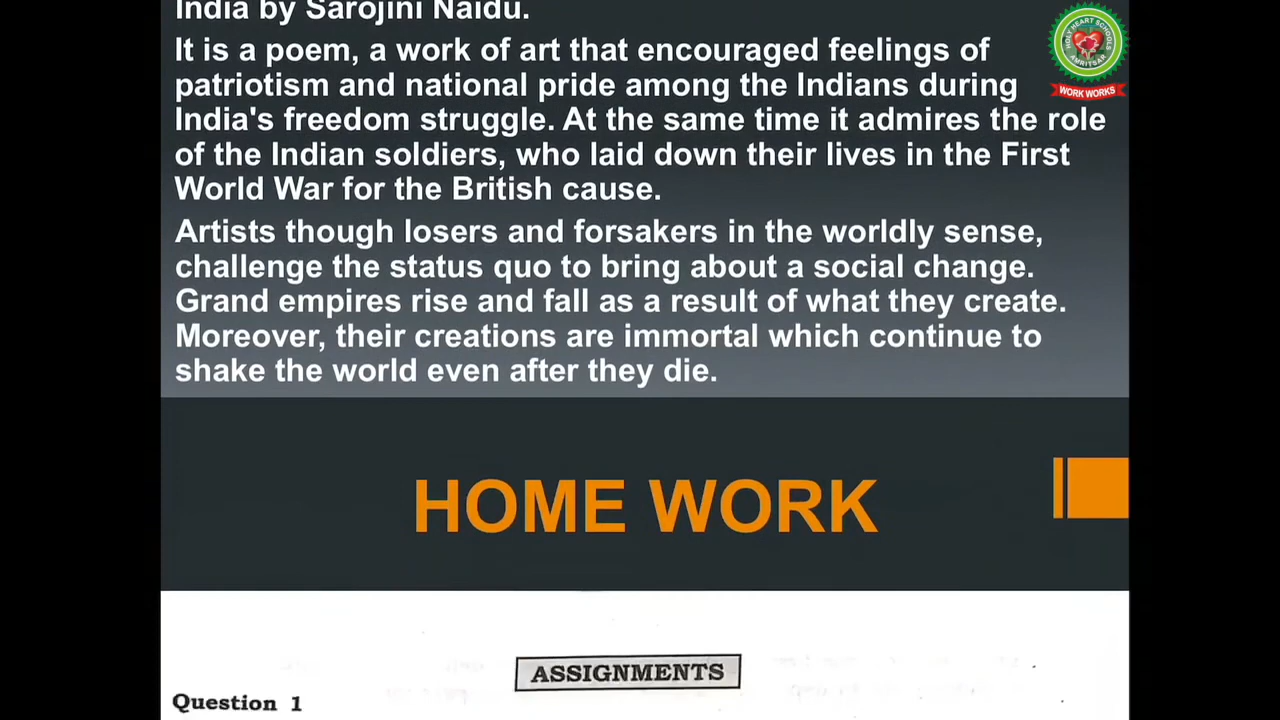 India by Sarojini Naidu.
It is a poem, a work of art that encouraged feelings of
patriotism and national pride among the Indians during
India's freedom struggle. At the same time it admires the role
of the Indian soldiers, who laid down their lives in the First
World War for the British cause.
Artists though losers and forsakers in the worldly sense,
challenge the status quo to bring about a social change.
Grand empires rise and fall as a result of what they create.
Moreover, their creations are immortal which continue to
shake the world even after they die.
HOLY HEART SCHOOLS
AMRITSAR
WORK WORKS
HOME WORK
ASSIGNMENTS
Question 1